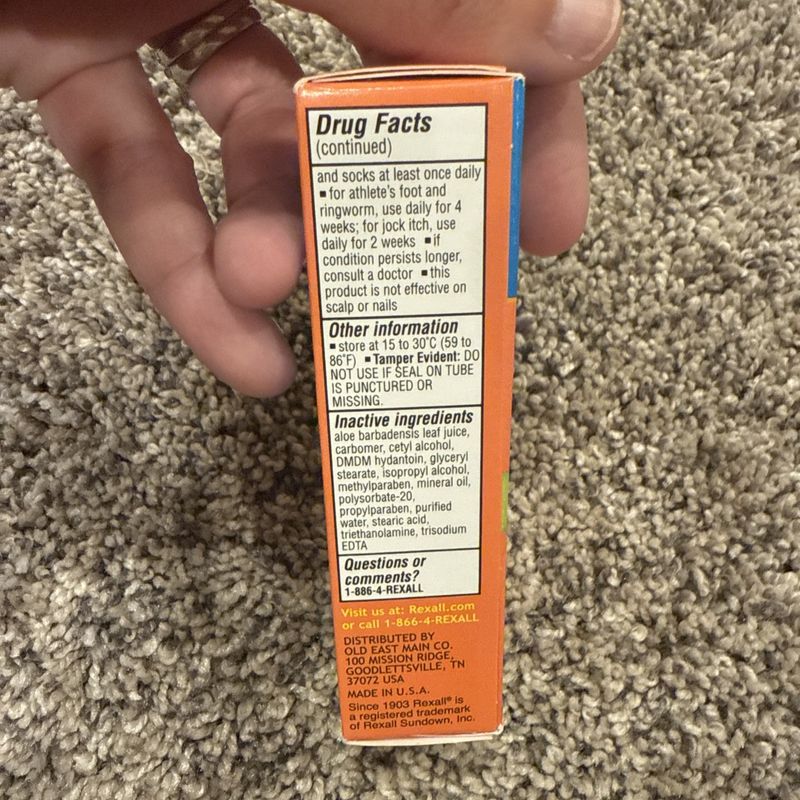 Drug Facts
(continued)
and socks at least once daily
▪ for athlete's foot and
ringworm, use daily for 4
weeks; for jock itch, use
daily for 2 weeks ▪ if
condition persists longer,
consult a doctor ▪ this
product is not effective on
scalp or nails
Other information
▪ store at 15 to 30°C (59 to
86°F) ▪ Tamper Evident: DO
NOT USE IF SEAL ON TUBE
IS PUNCTURED OR
MISSING.
Inactive ingredients
aloe barbadensis leaf juice,
carbomer, cetyl alcohol,
DMDM hydantoin, glyceryl
stearate, isopropyl alcohol,
methylparaben, mineral oil,
polysorbate-20,
propylparaben, purified
water, stearic acid,
triethanolamine, trisodium
EDTA
Questions or
comments?
1-886-4-REXALL
Visit us at: Rexall.com
or call 1-866-4-REXALL
DISTRIBUTED BY
OLD EAST MAIN CO.
100 MISSION RIDGE,
GOODLETTSVILLE, TN
37072 USA
MADE IN U.S.A.
Since 1903 Rexall® is
a registered trademark
of Rexall Sundown, Inc.